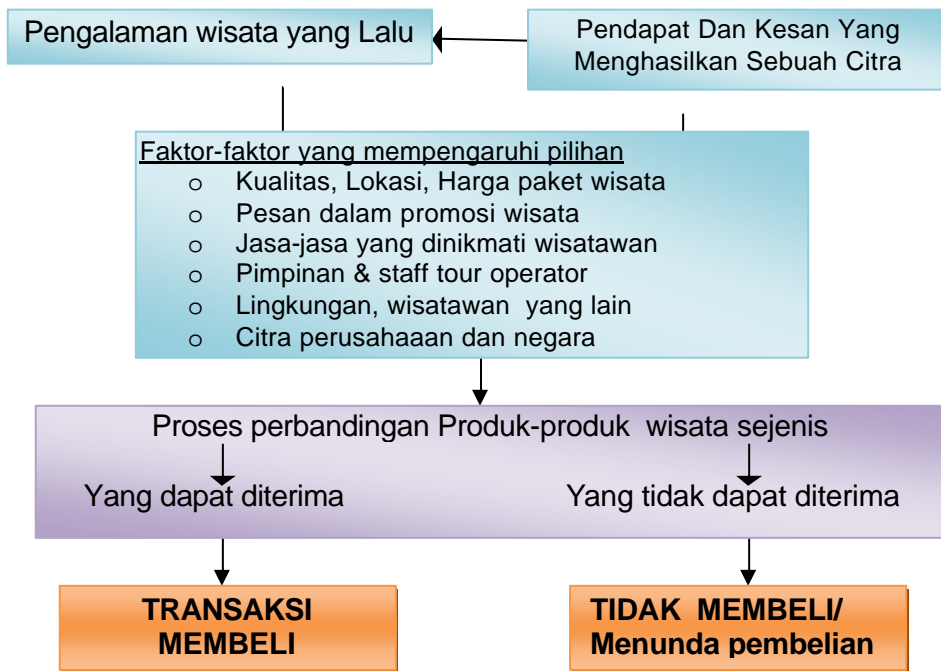 Pengalaman wisata yang Lalu
Pendapat Dan Kesan Yang
Menghasilkan Sebuah Citra
Faktor-faktor yang mempengaruhi pilihan
o Kualitas, Lokasi, Harga paket wisata
o Pesan dalam promosi wisata
o Jasa-jasa yang dinikmati wisatawan
o Pimpinan & staff tour operator
o Lingkungan, wisatawan yang lain
o Citra perusahaaan dan negara
Proses perbandingan Produk-produk wisata sejenis
Yang dapat diterima
Yang tidak dapat diterima
TRANSAKSI
MEMBELI
TIDAK MEMBELI/
Menunda pembelian